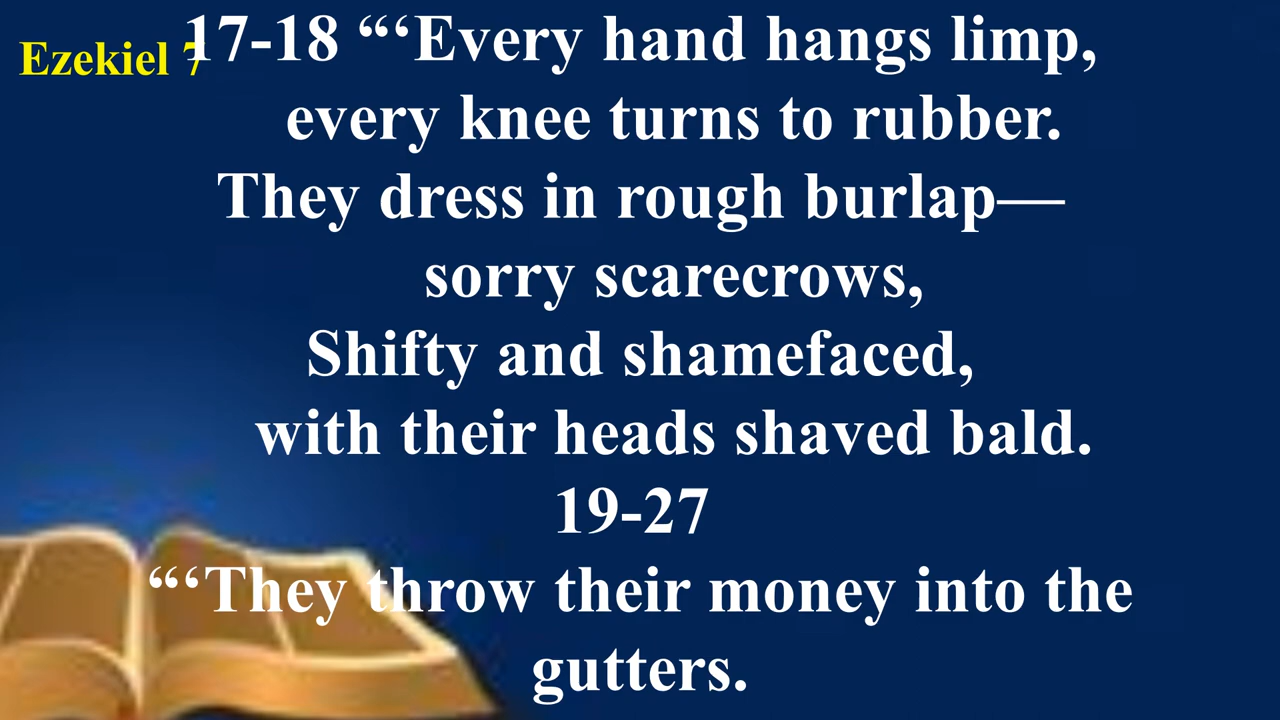 Ezekiel 7
17-18 “‘Every hand hangs limp,
every knee turns to rubber.
They dress in rough burlap—
sorry scarecrows,
Shifty and shamefaced,
with their heads shaved bald.
19-27
“‘They throw their money into the
gutters.